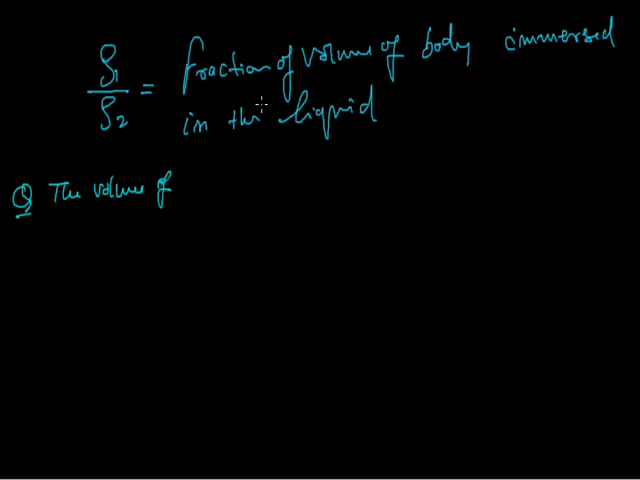 ρ₁/ρ₂ = fraction of volume of body immersed
in the liquid
Q The volume of